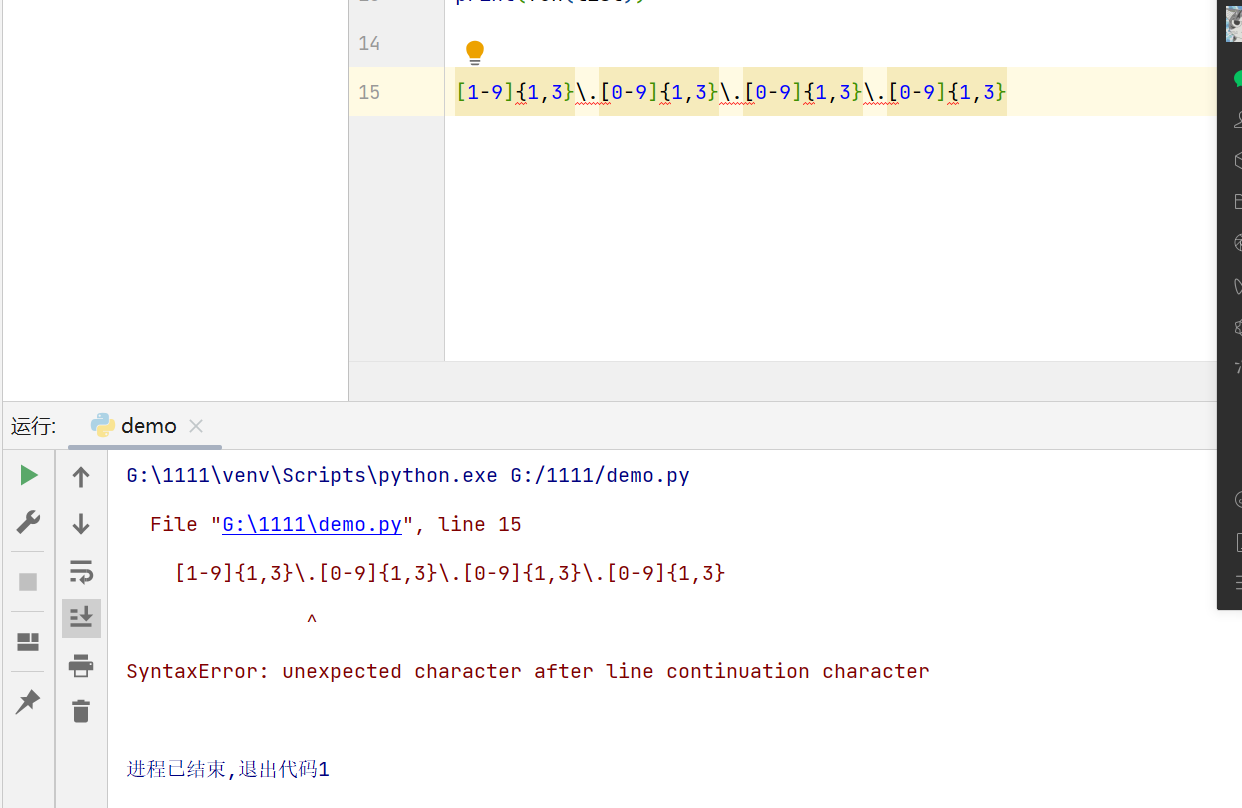 14
15 [1-9]{1,3}\.[0-9]{1,3}\.[0-9]{1,3}\.[0-9]{1,3}
运行: demo
G:\1111\venv\Scripts\python.exe G:/1111/demo.py
File "G:\1111\demo.py", line 15
[1-9]{1,3}\.[0-9]{1,3}\.[0-9]{1,3}\.[0-9]{1,3}
^
SyntaxError: unexpected character after line continuation character
进程已结束,退出代码1